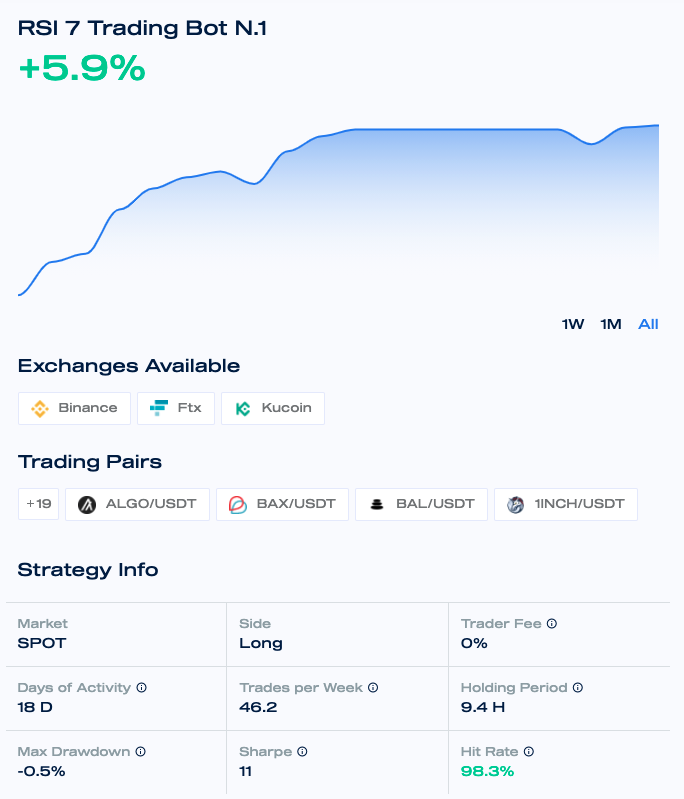 RSI 7 Trading Bot N.1
+5.9%
1W 1M All
Exchanges Available
Binance Ftx Kucoin
Trading Pairs
+19 ALGO/USDT BAX/USDT BAL/USDT 1INCH/USDT
Strategy Info
Market Side Trader Fee
SPOT Long 0%
Days of Activity Trades per Week Holding Period
18 D 46.2 9.4 H
Max Drawdown Sharpe Hit Rate
-0.5% 11 98.3%